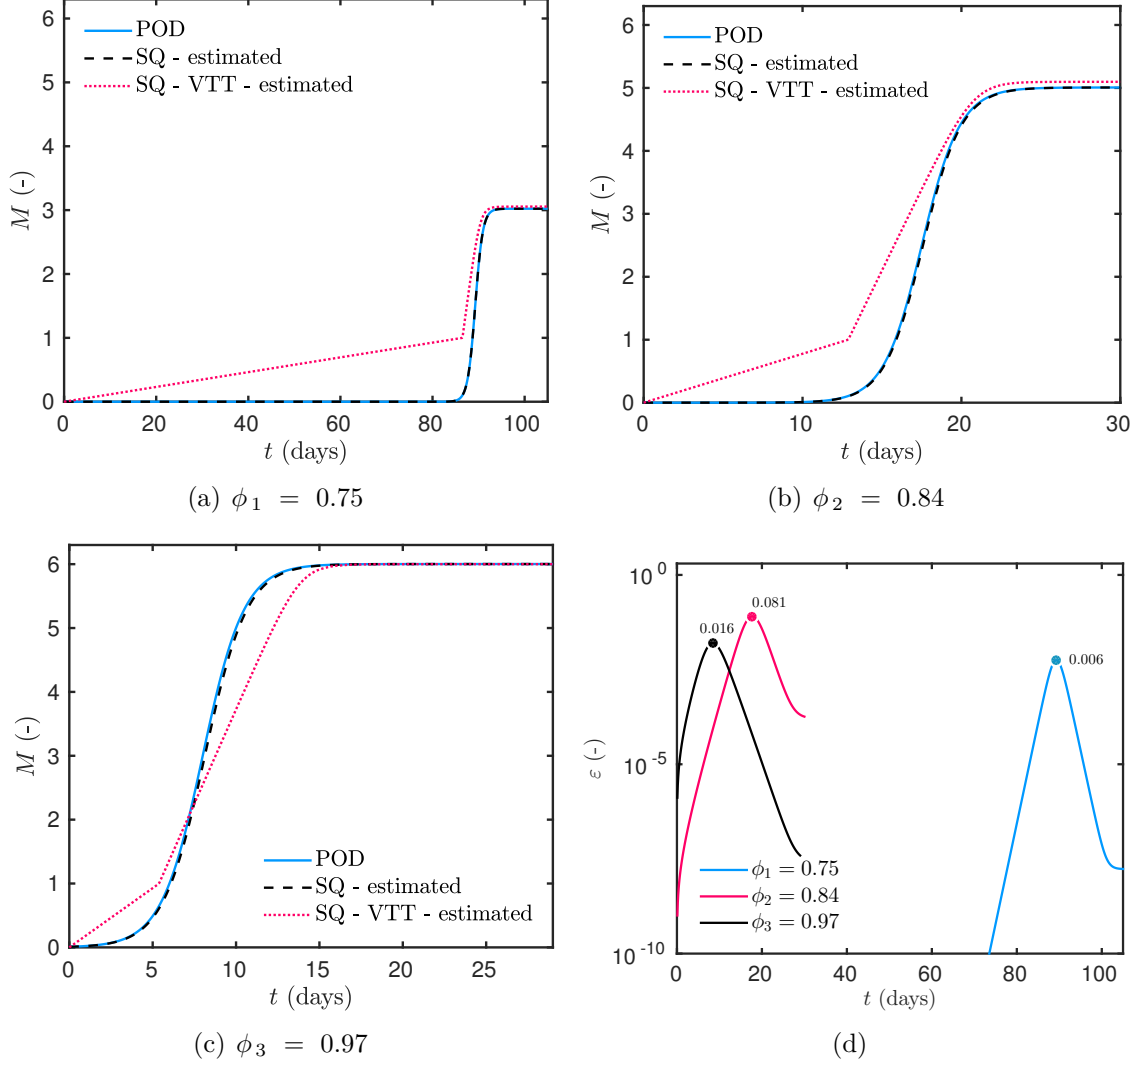 POD
SQ - estimated
SQ - VTT - estimated
M (-)
6
5
4
3
2
1
0
0 20 40 60 80 100
t (days)
(a) ϕ₁ = 0.75
POD
SQ - estimated
SQ - VTT - estimated
M (-)
6
5
4
3
2
1
0
0 10 20 30
t (days)
(b) ϕ₂ = 0.84
M (-)
6
5
4
3
2
1
0
POD
SQ - estimated
SQ - VTT - estimated
0 5 10 15 20 25
t (days)
(c) ϕ₃ = 0.97
ε (-)
10⁰
10⁻⁵
10⁻¹⁰
0.016
0.081
0.006
ϕ₁ = 0.75
ϕ₂ = 0.84
ϕ₃ = 0.97
0 20 40 60 80 100
t (days)
(d)